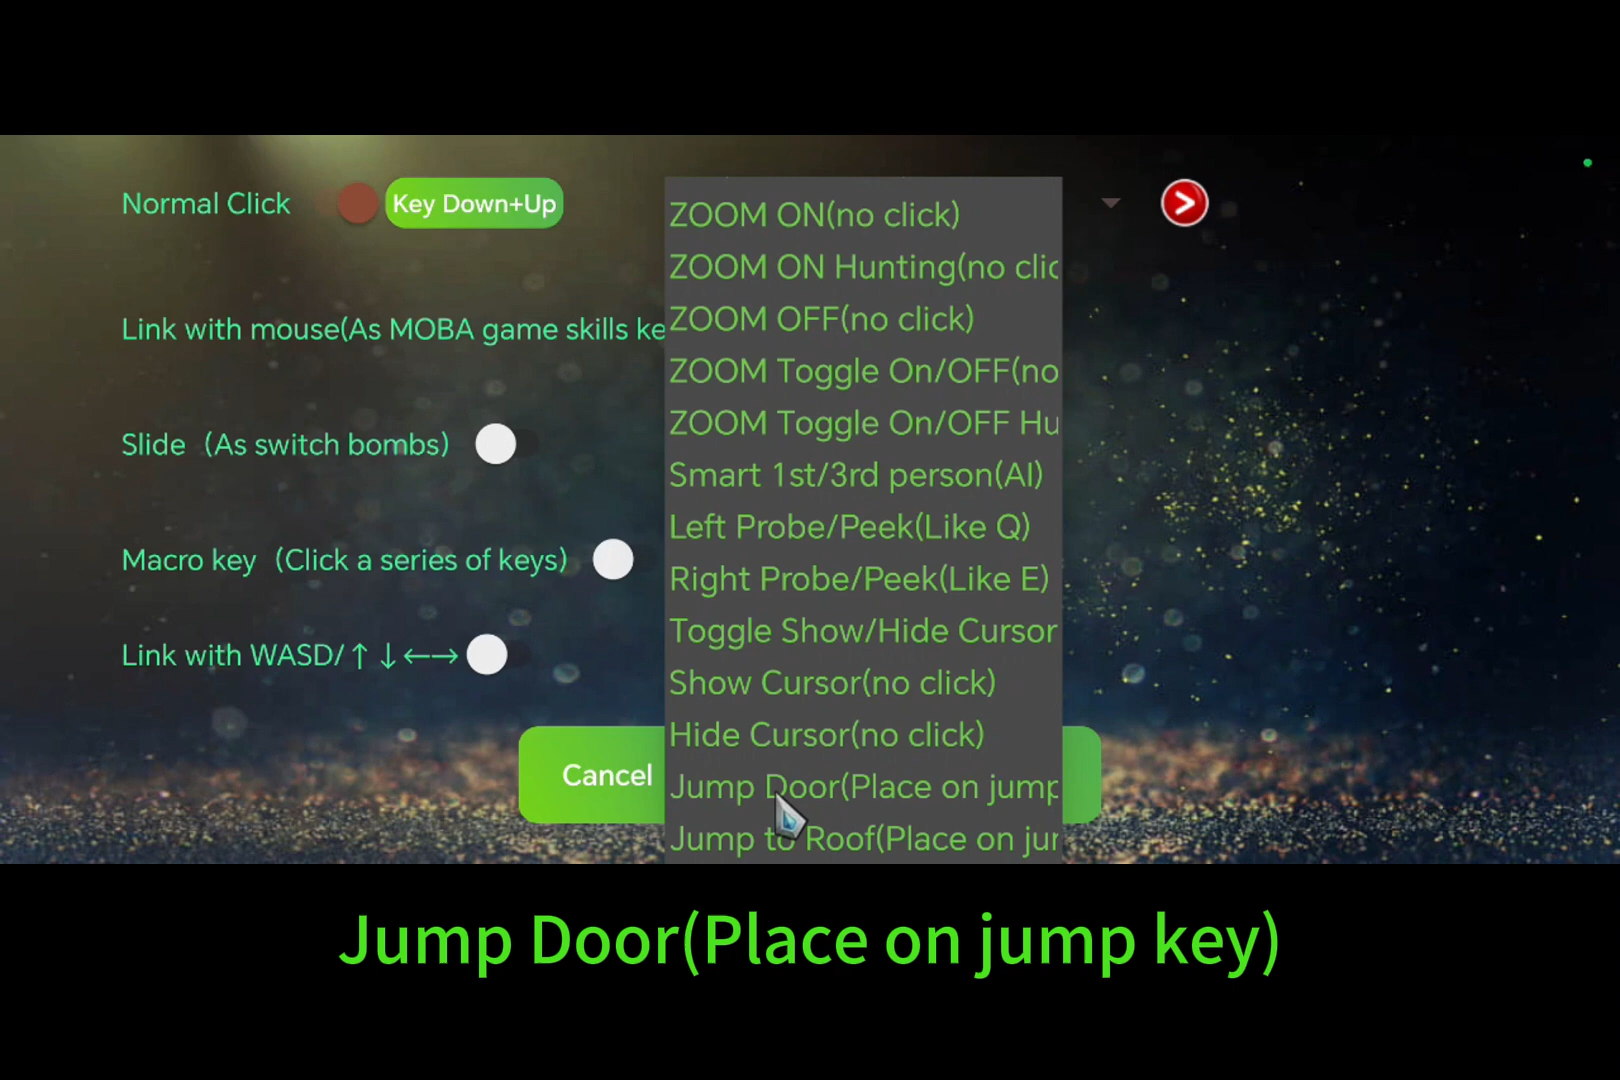 Normal Click
Key Down+Up
Link with mouse(As MOBA game skills ke
Slide (As switch bombs)
Macro key (Click a series of keys)
Link with WASD/↑↓←→
Cancel
ZOOM ON(no click)
ZOOM ON Hunting(no clic
ZOOM OFF(no click)
ZOOM Toggle On/OFF(no
ZOOM Toggle On/OFF Hu
Smart 1st/3rd person(AI)
Left Probe/Peek(Like Q)
Right Probe/Peek(Like E)
Toggle Show/Hide Cursor
Show Cursor(no click)
Hide Cursor(no click)
Jump Door(Place on jump
Jump to Roof(Place on jur
Jump Door(Place on jump key)